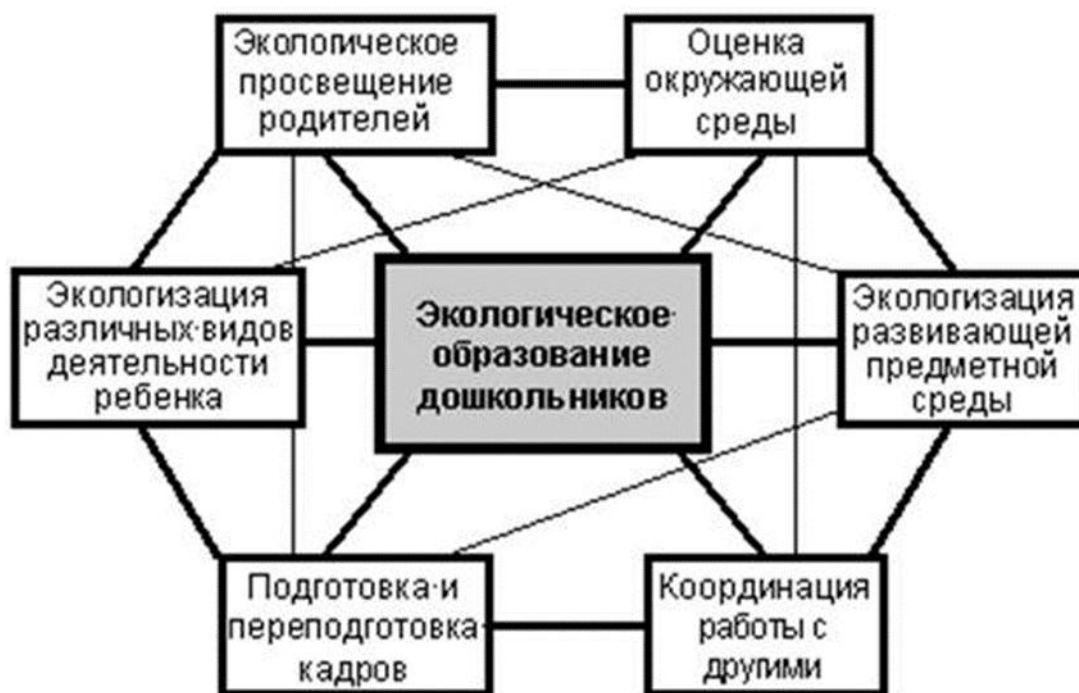 Экологическое
просвещение
родителей
Оценка
окружающей
среды
Экологизация
различных·видов
деятельности
ребенка
Экологическое·
образование
дошкольников
Экологизация
развивающей
предметной
среды
Подготовка·и
переподготовка·
кадров
Координация
работы с
другими